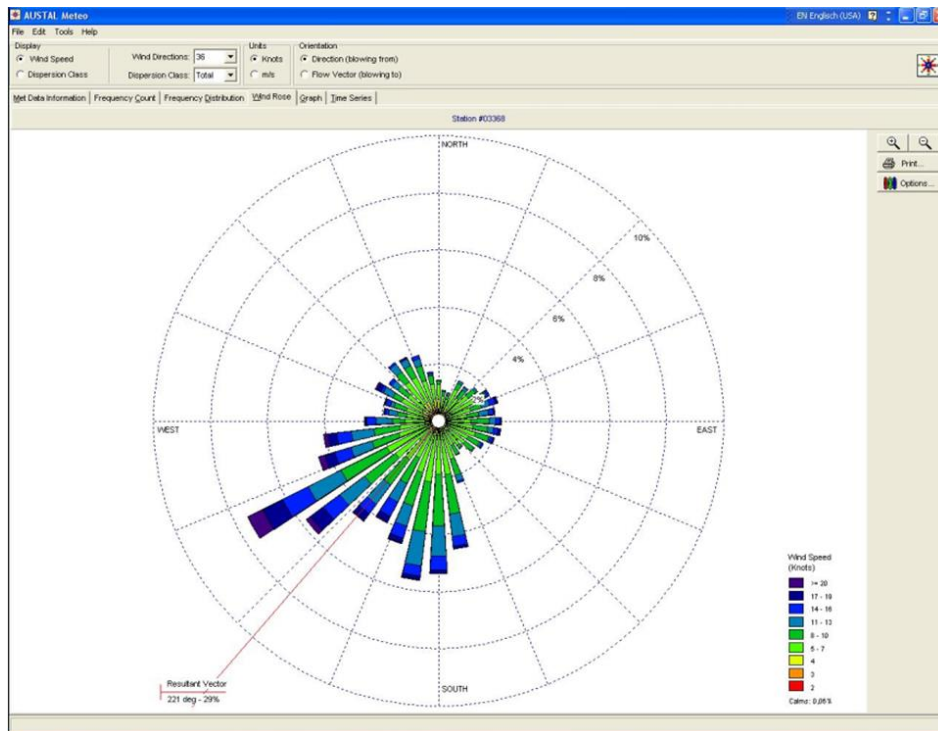 AUSTAL Meteo
EN Englisch (USA)
File Edit Tools Help
Display
Wind Speed
Dispersion Class
Wind Directions: 36
Dispersion Class: Total
Units
Knots
m/s
Orientation
Direction (blowing from)
Flow Vector (blowing to)
Met Data Information Frequency Count Frequency Distribution Wind Rose Graph Time Series
Station #03368
Print...
Options...
NORTH
10%
8%
6%
4%
2%
WEST
EAST
SOUTH
Resultant Vector
221 deg - 29%
Wind Speed
(Knots)
>= 20
17 - 19
14 - 16
11 - 13
8 - 10
5 - 7
4
3
2
Calms: 0,05%